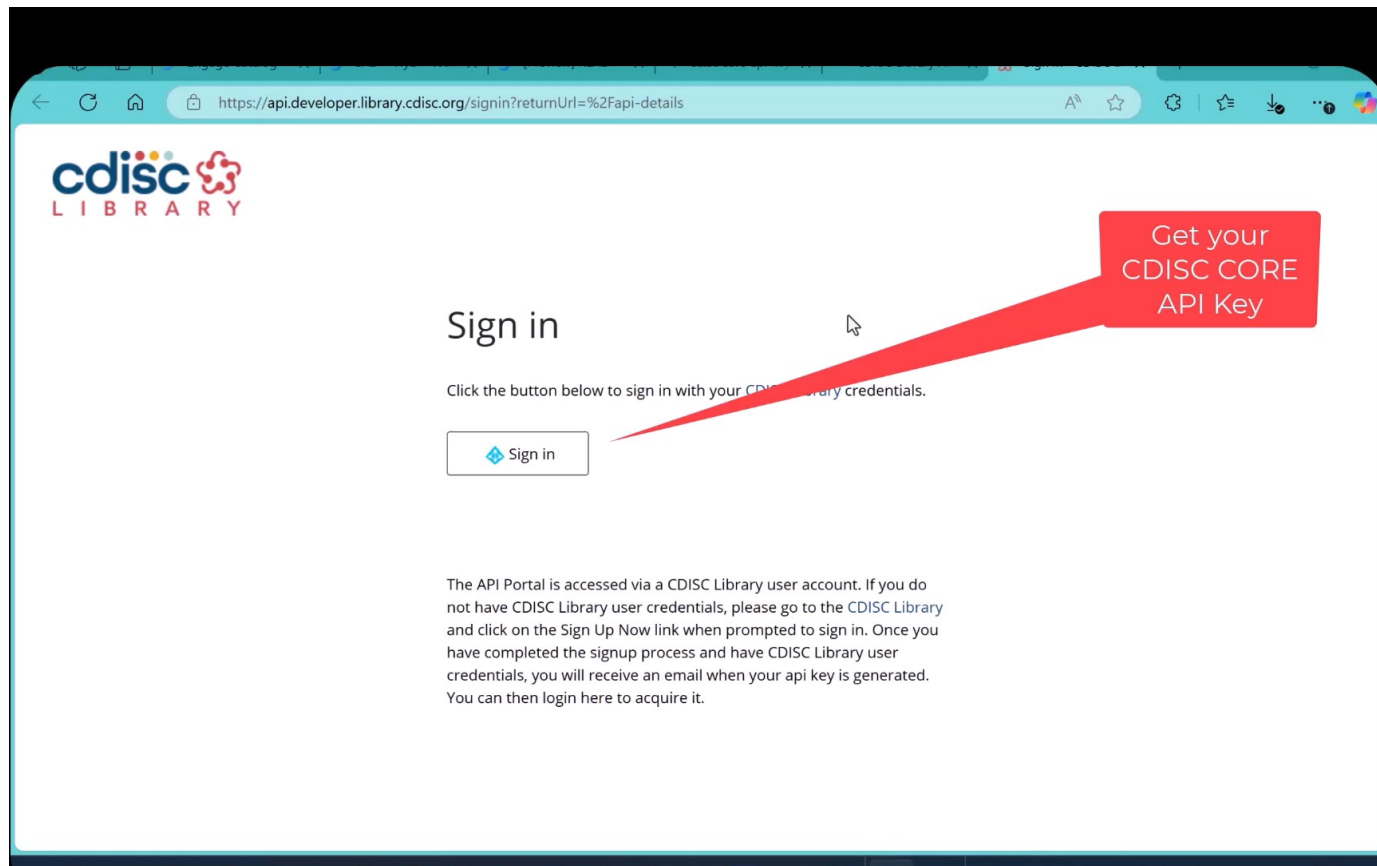 https://api.developer.library.cdisc.org/signin?returnUrl=%2Fapi-details
cdisc
LIBRARY
Get your
CDISC CORE
API Key
Sign in
Click the button below to sign in with your CDISC Library credentials.
Sign in
The API Portal is accessed via a CDISC Library user account. If you do
not have CDISC Library user credentials, please go to the CDISC Library
and click on the Sign Up Now link when prompted to sign in. Once you
have completed the signup process and have CDISC Library user
credentials, you will receive an email when your api key is generated.
You can then login here to acquire it.